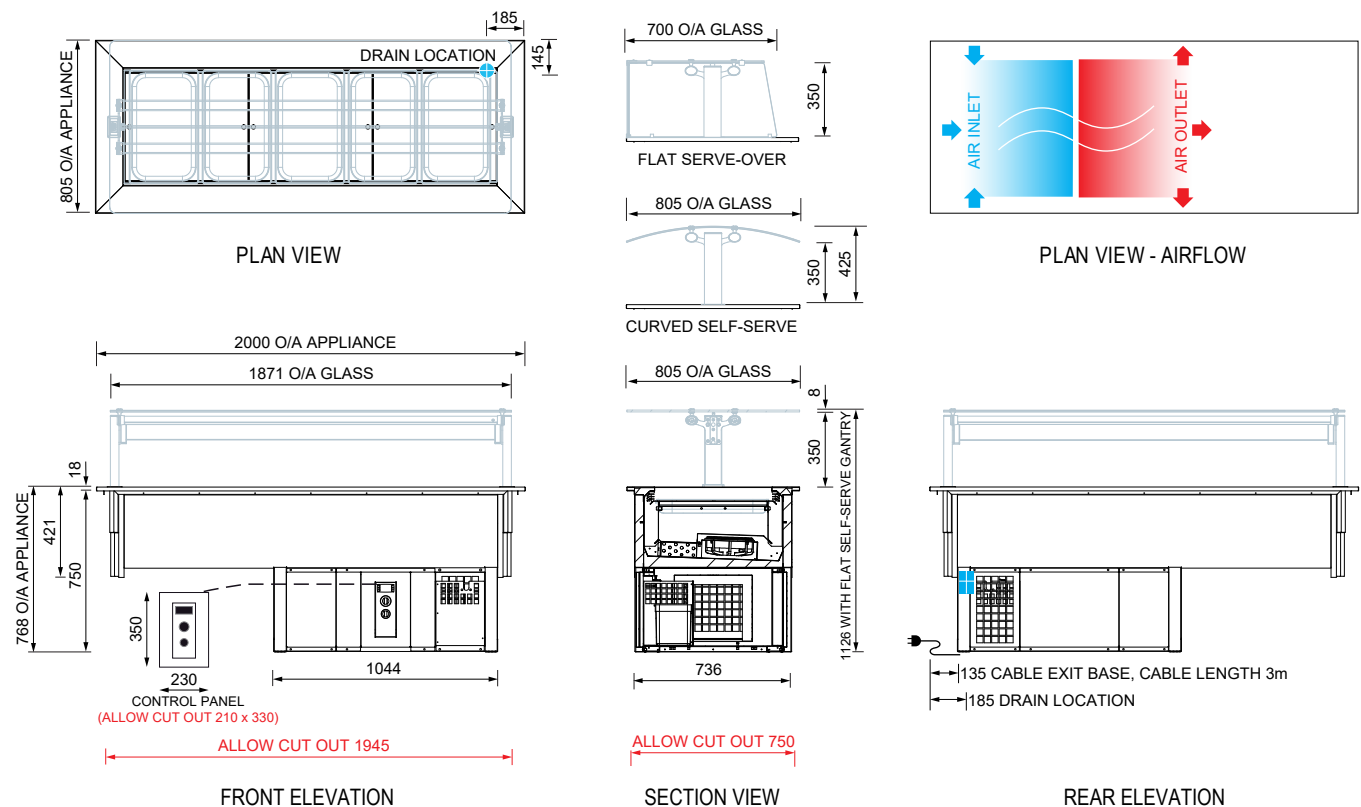 185
DRAIN LOCATION
145
805 O/A APPLIANCE
PLAN VIEW
700 O/A GLASS
350
FLAT SERVE-OVER
805 O/A GLASS
350
425
CURVED SELF-SERVE
AIR INLET
AIR OUTLET
PLAN VIEW - AIRFLOW
2000 O/A APPLIANCE
1871 O/A GLASS
18
768 O/A APPLIANCE
421
750
350
230
CONTROL PANEL
(ALLOW CUT OUT 210 x 330)
1044
ALLOW CUT OUT 1945
FRONT ELEVATION
805 O/A GLASS
8
350
1126 WITH FLAT SELF-SERVE GANTRY
736
ALLOW CUT OUT 750
SECTION VIEW
135 CABLE EXIT BASE, CABLE LENGTH 3m
185 DRAIN LOCATION
REAR ELEVATION